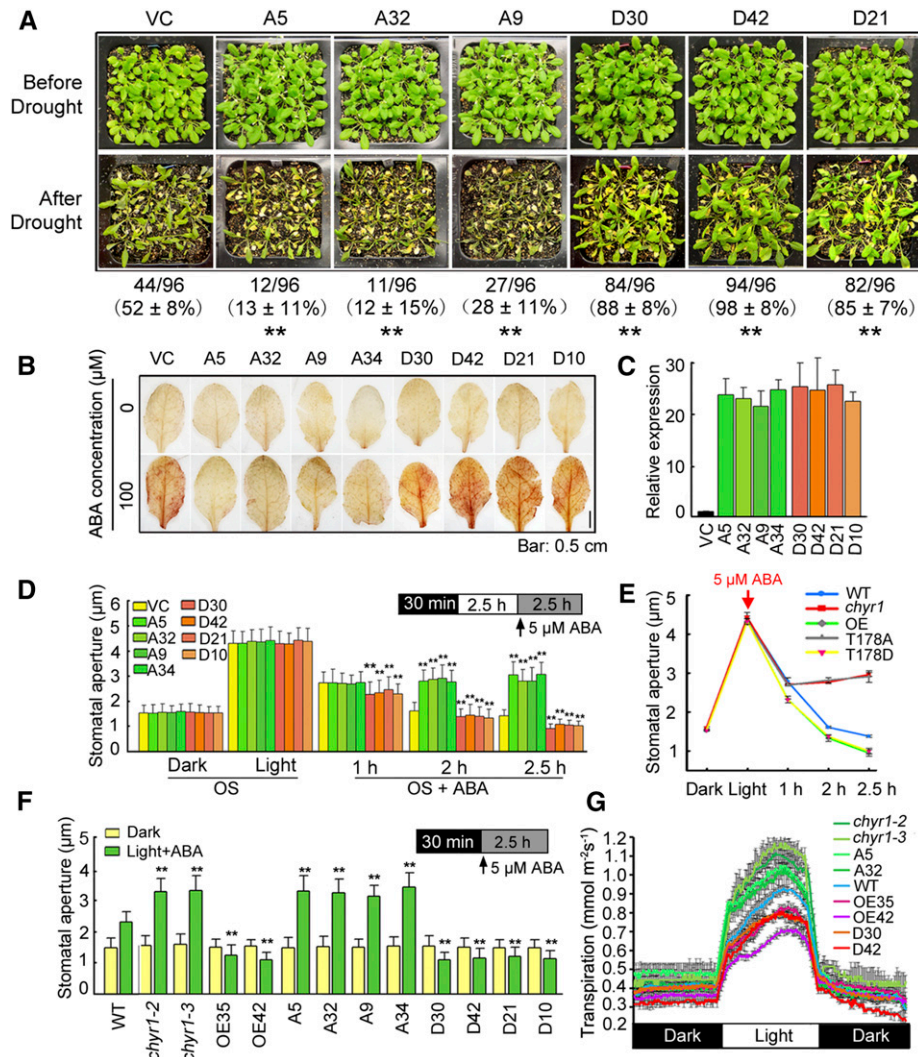 A
VC A5 A32 A9 D30 D42 D21
Before
Drought
After
Drought
44/96 12/96 11/96 27/96 84/96 94/96 82/96
(52 ± 8%) (13 ± 11%) (12 ± 15%) (28 ± 11%) (88 ± 8%) (98 ± 8%) (85 ± 7%)
** ** ** ** ** **
B
VC A5 A32 A9 A34 D30 D42 D21 D10
ABA concentration (µM)
0
100
Bar: 0.5 cm
C
Relative expression
30
20
10
0
VC A5 A32 A9 A34 D30 D42 D21 D10
D
Stomatal aperture (µm)
6
5
4
3
2
1
0
VC D30
A5 D42
A32 D21
A9 D10
A34
30 min 2.5 h 2.5 h
5 µM ABA
** ** ** **
** ** ** **
** ** ** **
** ** ** **
** ** ** **
Dark Light 1 h 2 h 2.5 h
OS OS + ABA
E
5 µM ABA
Stomatal aperture (µm)
5
4
3
2
1
WT
chyr1
OE
T178A
T178D
Dark Light 1 h 2 h 2.5 h
F
Stomatal aperture (µm)
5
4
3
2
1
0
Dark
Light+ABA
30 min 2.5 h
5 µM ABA
** ** ** ** ** ** ** ** ** ** ** **
WT chyr1-2 chyr1-3 OE35 OE42 A5 A32 A9 A34 D30 D42 D21 D10
G
Transpiration (mmol m⁻²s⁻¹)
1.2
1.1
1.0
0.9
0.8
0.7
0.6
0.5
0.4
0.3
0.2
chyr1-2
chyr1-3
A5
A32
WT
OE35
OE42
D30
D42
Dark Light Dark